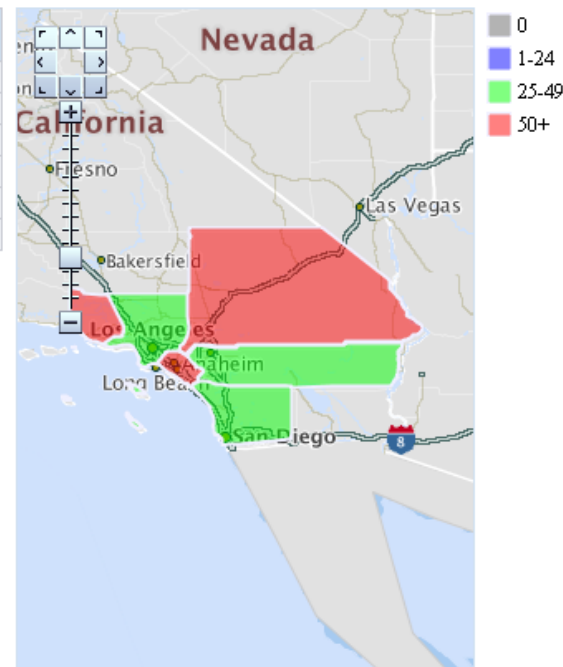 Nevada
California
Fresno
Las Vegas
Bakersfield
Los Angeles
Anaheim
Long Beach
San Diego
8
0
1-24
25-49
50+